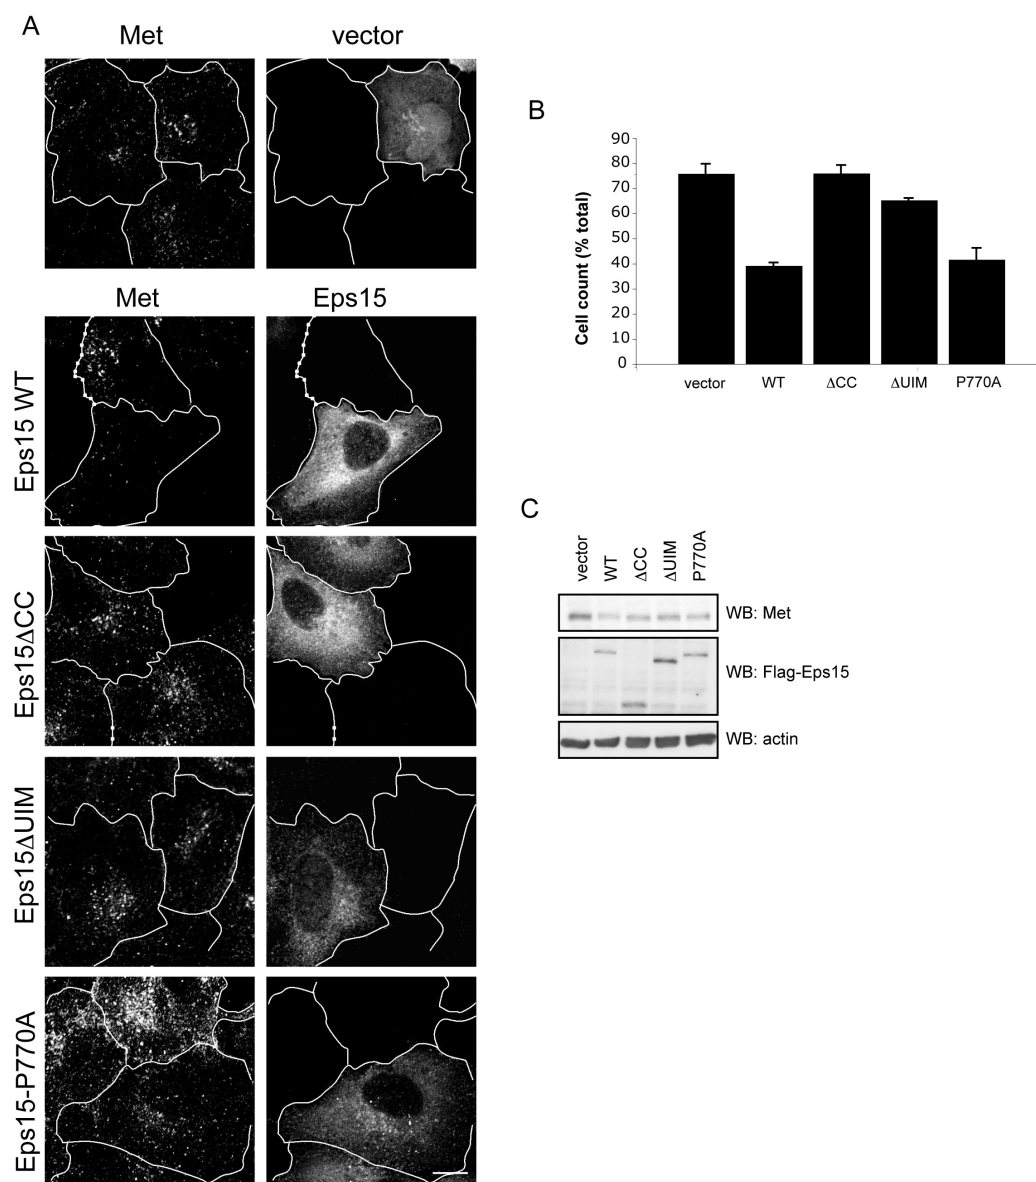 A
Met vector
Met Eps15
Eps15 WT
Eps15ΔCC
Eps15ΔUIM
Eps15-P770A
B
Cell count (% total)
90
80
70
60
50
40
30
20
10
0
vector WT ΔCC ΔUIM P770A
C
vector WT ΔCC ΔUIM P770A
WB: Met
WB: Flag-Eps15
WB: actin